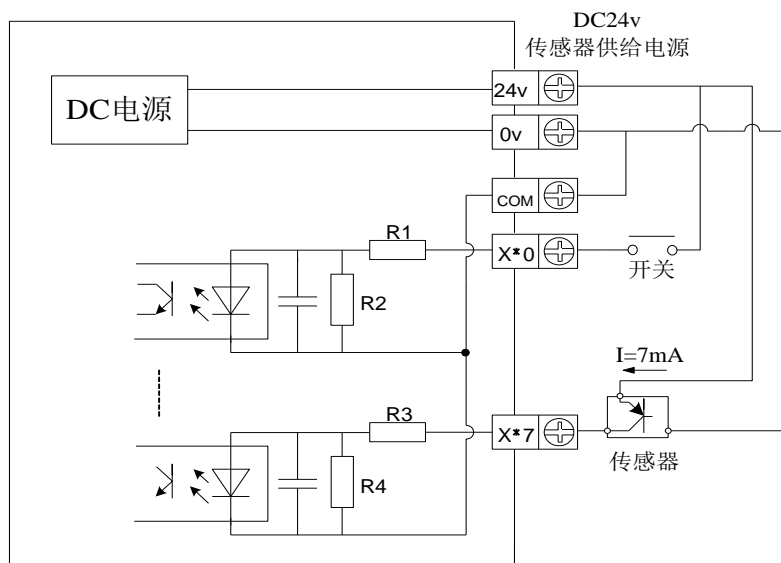 DC24v
传感器供给电源
DC电源
24v
0v
COM
R1
X*0
开关
R2
I=7mA
R3
X*7
传感器
R4